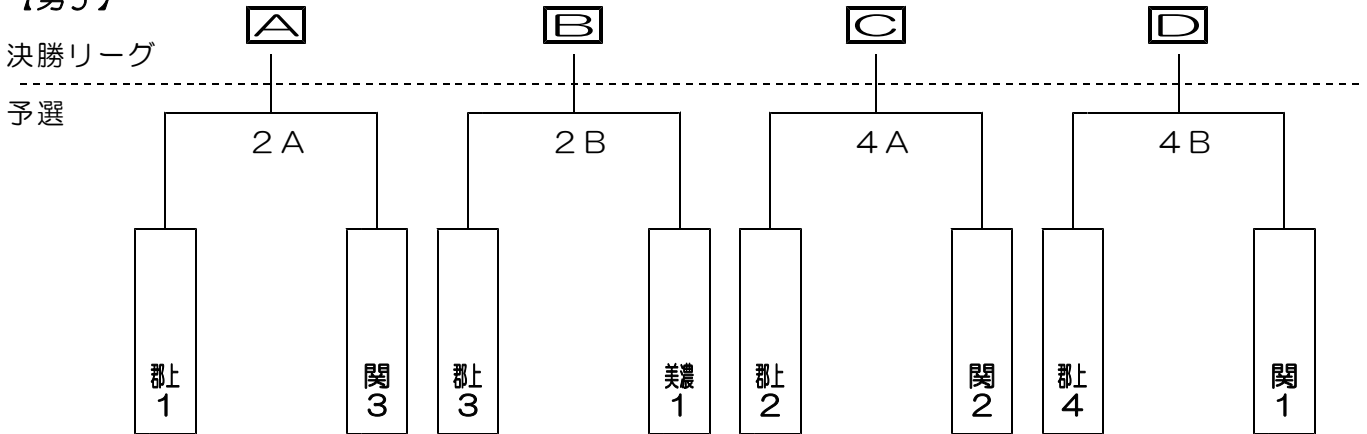 【男子】
A B C D
決勝リーグ
予選
2A 2B 4A 4B
郡上1 関3 郡上3 美濃1 郡上2 関2 郡上4 関1